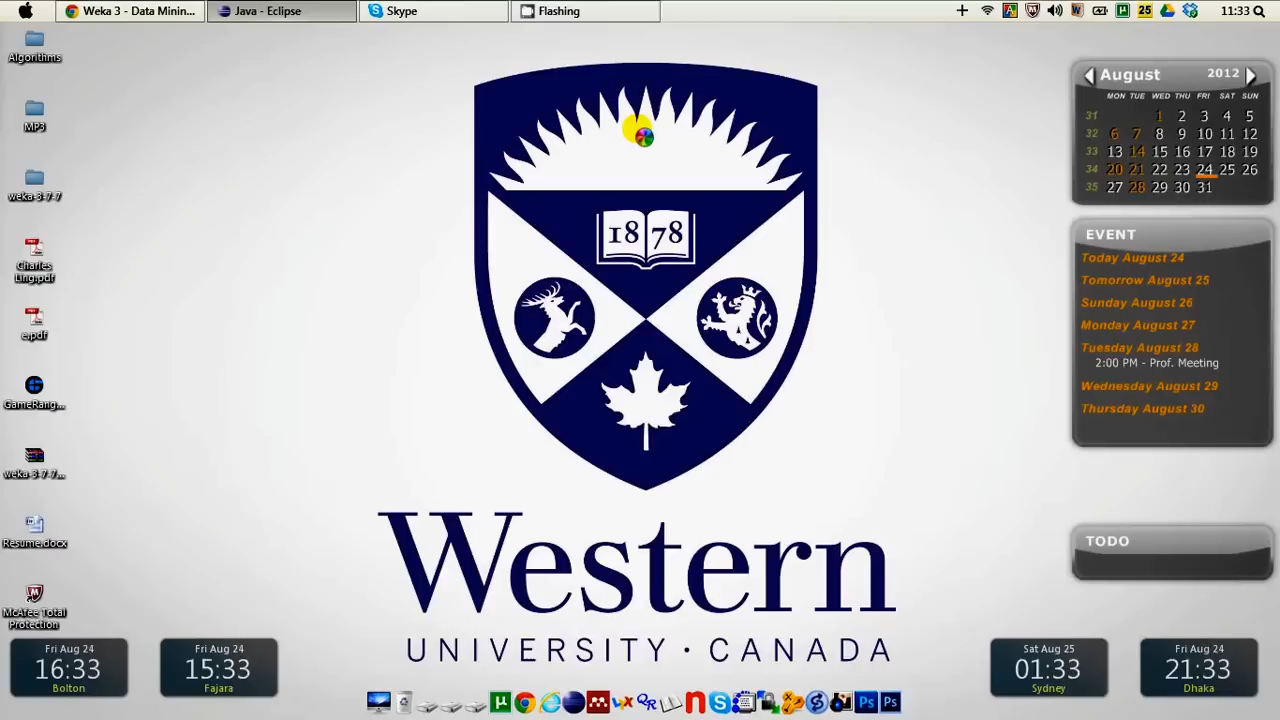 Weka 3 - Data Minin... Java - Eclipse Skype Flashing 25 11:33
Algorithms
MP3
weka-3-7-7
Charles Ling.pdf
e.pdf
GameRang...
weka-3-7-7...
Resume.docx
McAfee Total Protection
1878
Western
UNIVERSITY · CANADA
August 2012
MON TUE WED THU FRI SAT SUN
31 1 2 3 4 5
32 6 7 8 9 10 11 12
33 13 14 15 16 17 18 19
34 20 21 22 23 24 25 26
35 27 28 29 30 31
EVENT
Today August 24
Tomorrow August 25
Sunday August 26
Monday August 27
Tuesday August 28
2:00 PM - Prof. Meeting
Wednesday August 29
Thursday August 30
TODO
Fri Aug 24
16:33
Bolton
Fri Aug 24
15:33
Fajara
Sat Aug 25
01:33
Sydney
Fri Aug 24
21:33
Dhaka